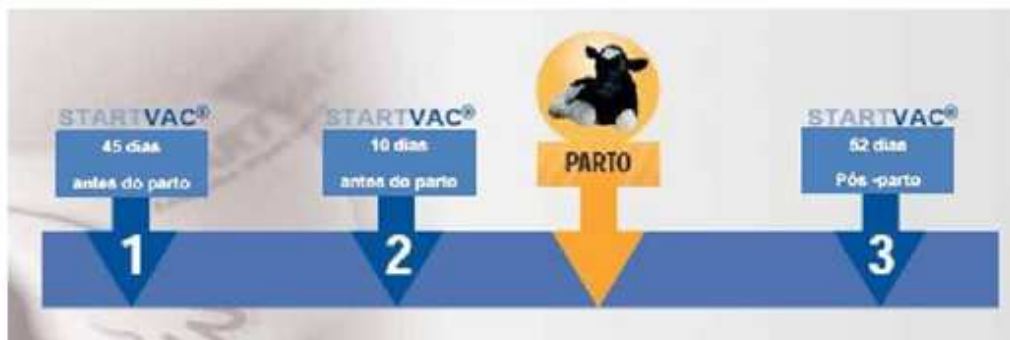 STARTVAC®
45 dias
antes do parto
1
STARTVAC®
10 dias
antes do parto
2
PARTO
STARTVAC®
52 dias
Pós -parto
3